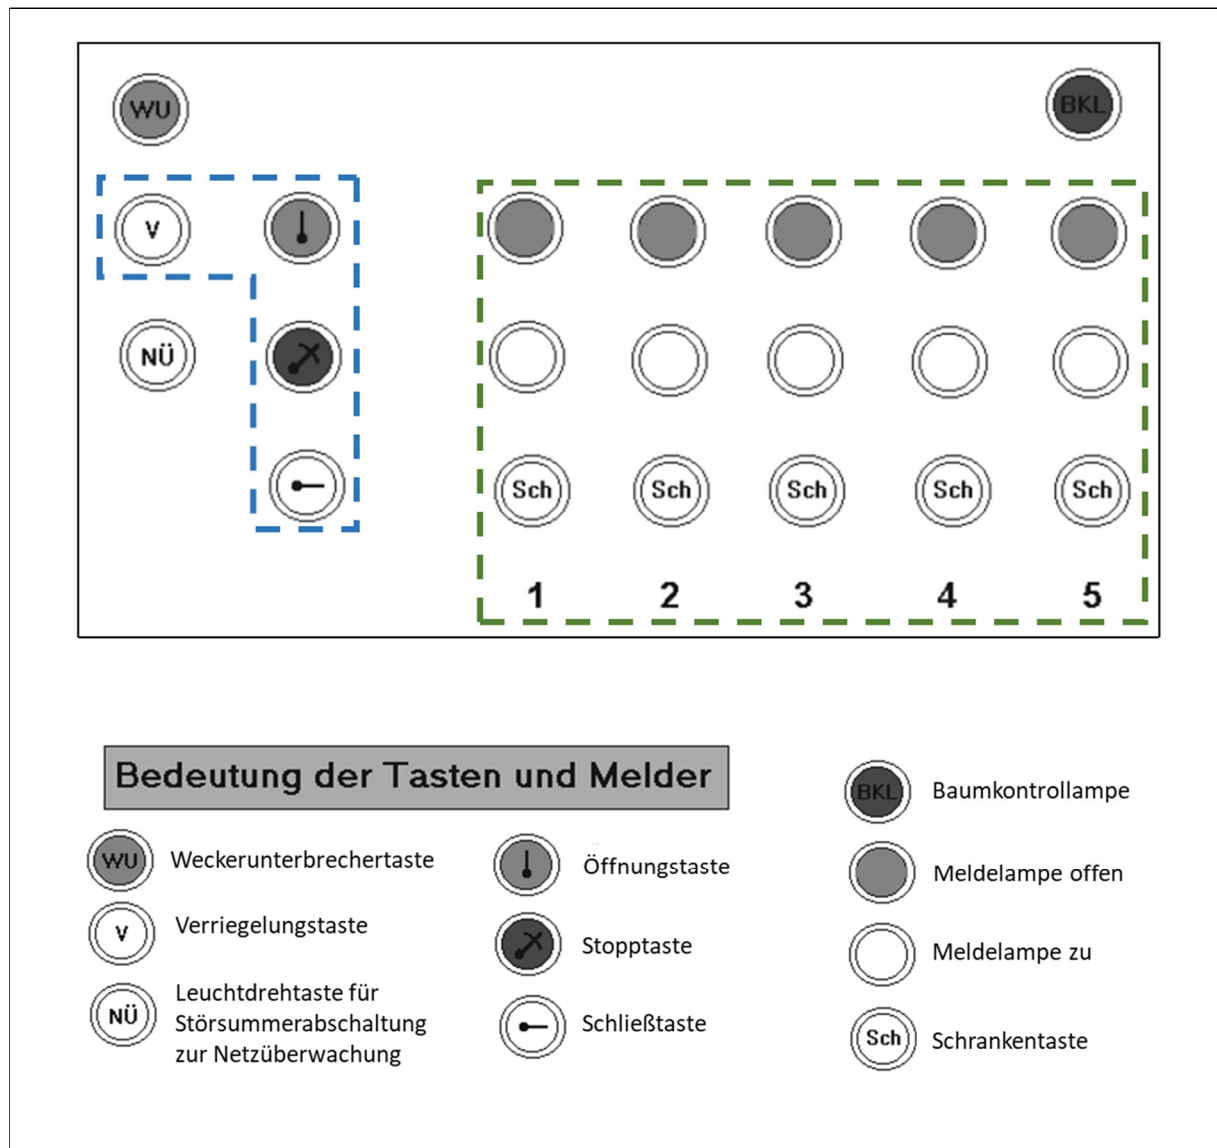 WU
BKL
V
NÜ
Sch Sch Sch Sch Sch
1 2 3 4 5
Bedeutung der Tasten und Melder
WU Weckerunterbrechertaste
V Verriegelungstaste
NÜ Leuchtdrehtaste für
Störsummerabschaltung
zur Netzüberwachung
Öffnungstaste
Stopptaste
Schließtaste
BKL Baumkontrollampe
Meldelampe offen
Meldelampe zu
Sch Schrankentaste